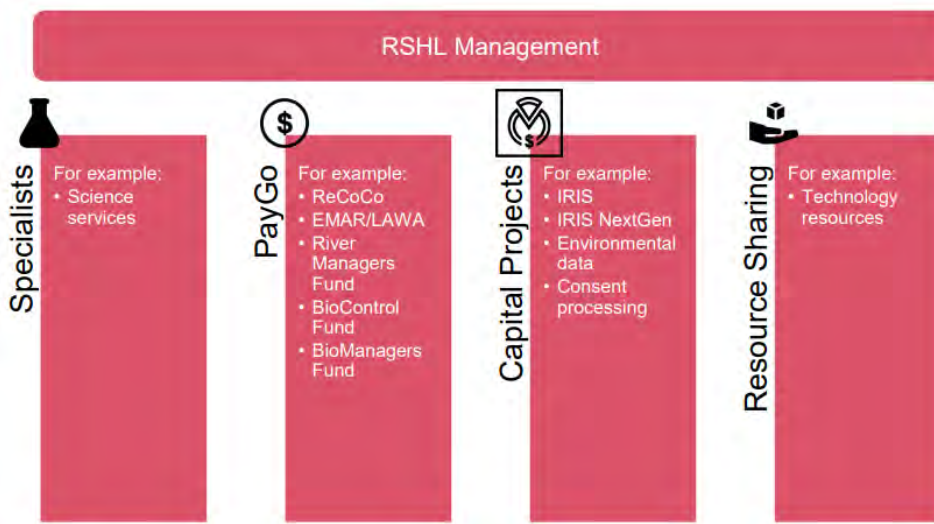 RSHL Management
Specialists
For example:
• Science
services
$
PayGo
For example:
• ReCoCo
• EMAR/LAWA
• River
Managers
Fund
• BioControl
Fund
• BioManagers
Fund
$
Capital Projects
For example:
• IRIS
• IRIS NextGen
• Environmental
data
• Consent
processing
Resource Sharing
For example:
• Technology
resources